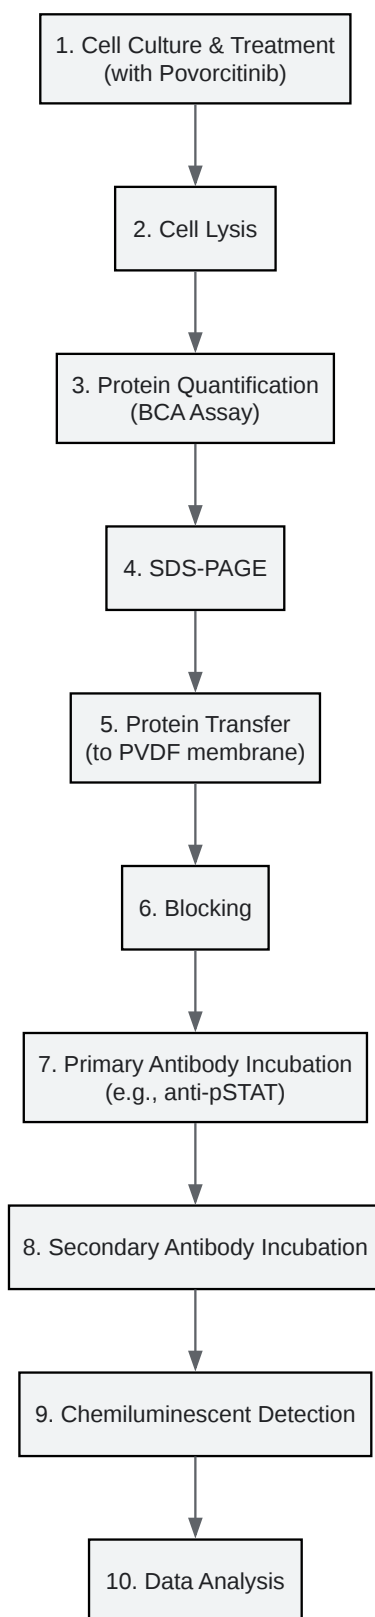 1. Cell Culture & Treatment
(with Povorcitinib)
2. Cell Lysis
3. Protein Quantification
(BCA Assay)
4. SDS-PAGE
5. Protein Transfer
(to PVDF membrane)
6. Blocking
7. Primary Antibody Incubation
(e.g., anti-pSTAT)
8. Secondary Antibody Incubation
9. Chemiluminescent Detection
10. Data Analysis